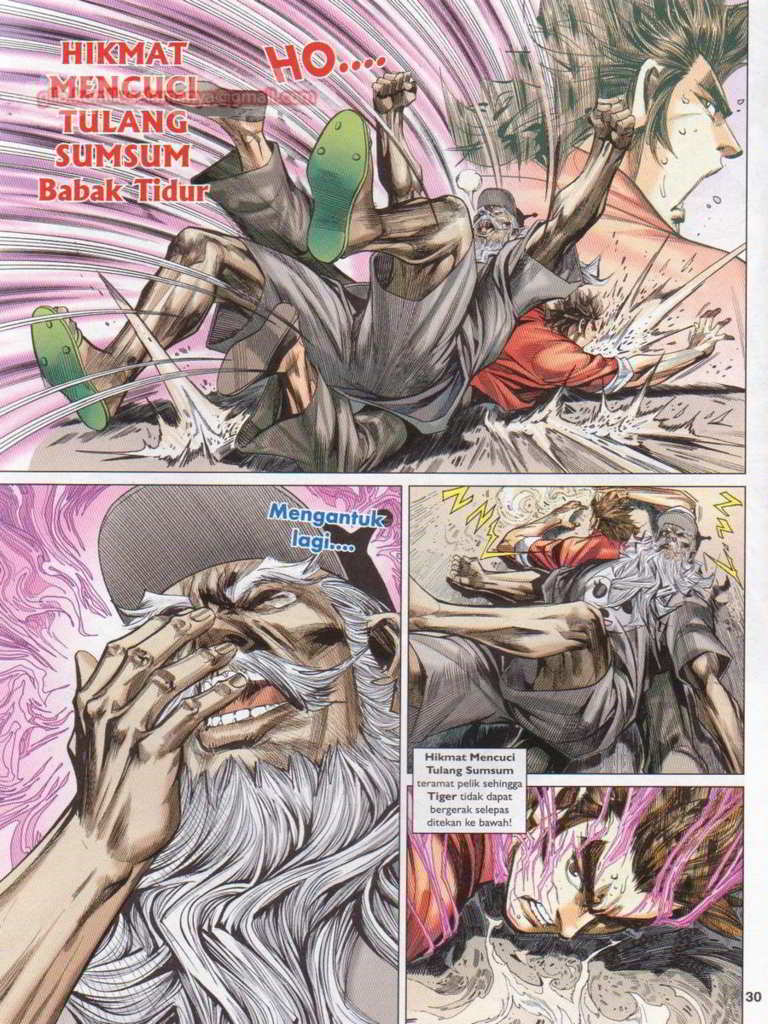 HIKMAT
MENCUCI
TULANG
SUMSUM
Babak Tidur
HO....
Mengantuk
lagi....
Hikmat Mencuci
Tulang Sumsum
teramat pelik sehingga
Tiger tidak dapat
bergerak selepas
ditekan ke bawah!
30